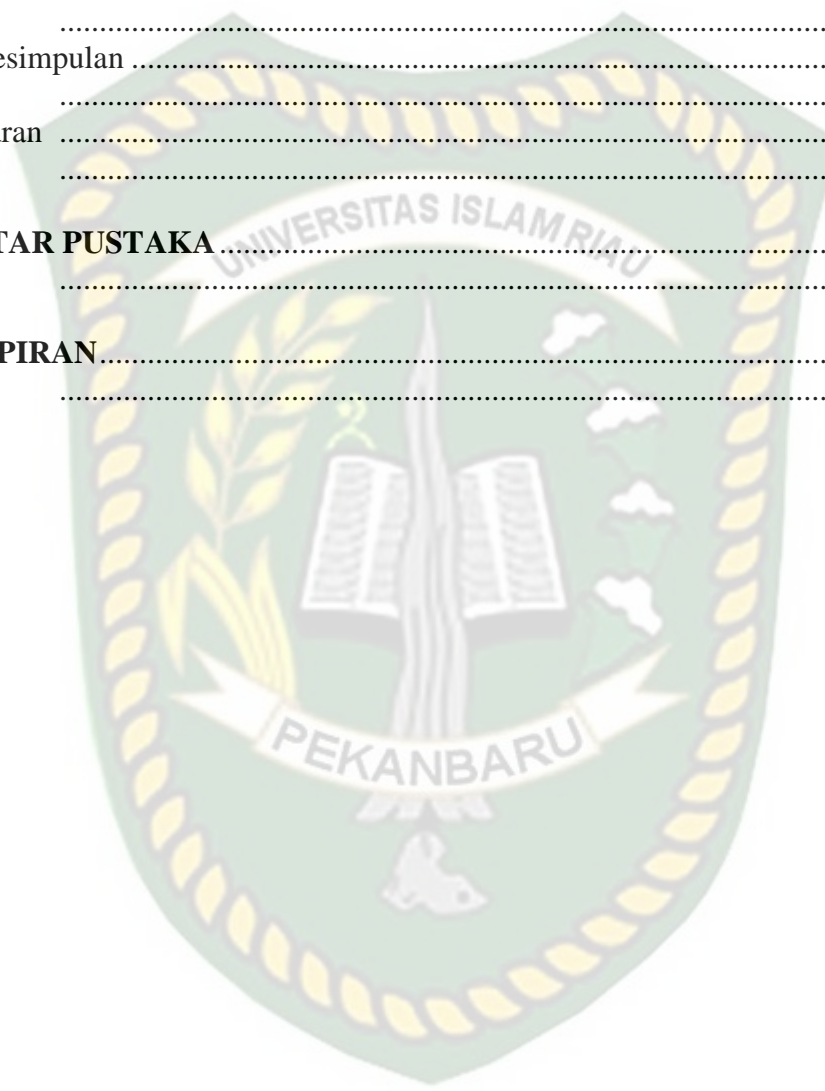 ................................................................................
esimpulan ........................................................................
................................................................................
ran ................................................................................
................................................................................
UNIVERSITAS ISLAM RIAU
TAR PUSTAKA ................................................................
................................................................................
PIRAN ............................................................................
................................................................................
PEKANBARU